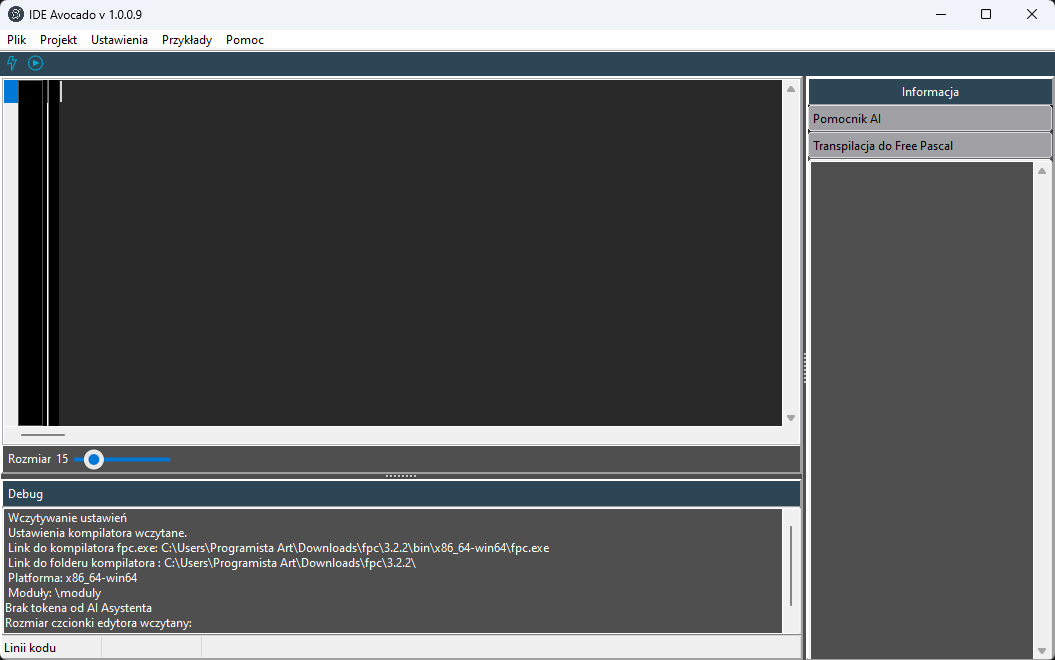 IDE Avocado v 1.0.0.9
Plik Projekt Ustawienia Przykłady Pomoc
Informacja
Pomocnik AI
Transpilacja do Free Pascal
Rozmiar 15
Debug
Wczytywanie ustawień
Ustawienia kompilatora wczytane.
Link do kompilatora fpc.exe: C:\Users\Programista Art\Downloads\fpc\3.2.2\bin\x86_64-win64\fpc.exe
Link do folderu kompilatora : C:\Users\Programista Art\Downloads\fpc\3.2.2\
Platforma: x86_64-win64
Moduły: \moduly
Brak tokena od AI Asystenta
Rozmiar czcionki edytora wczytany:
Linii kodu